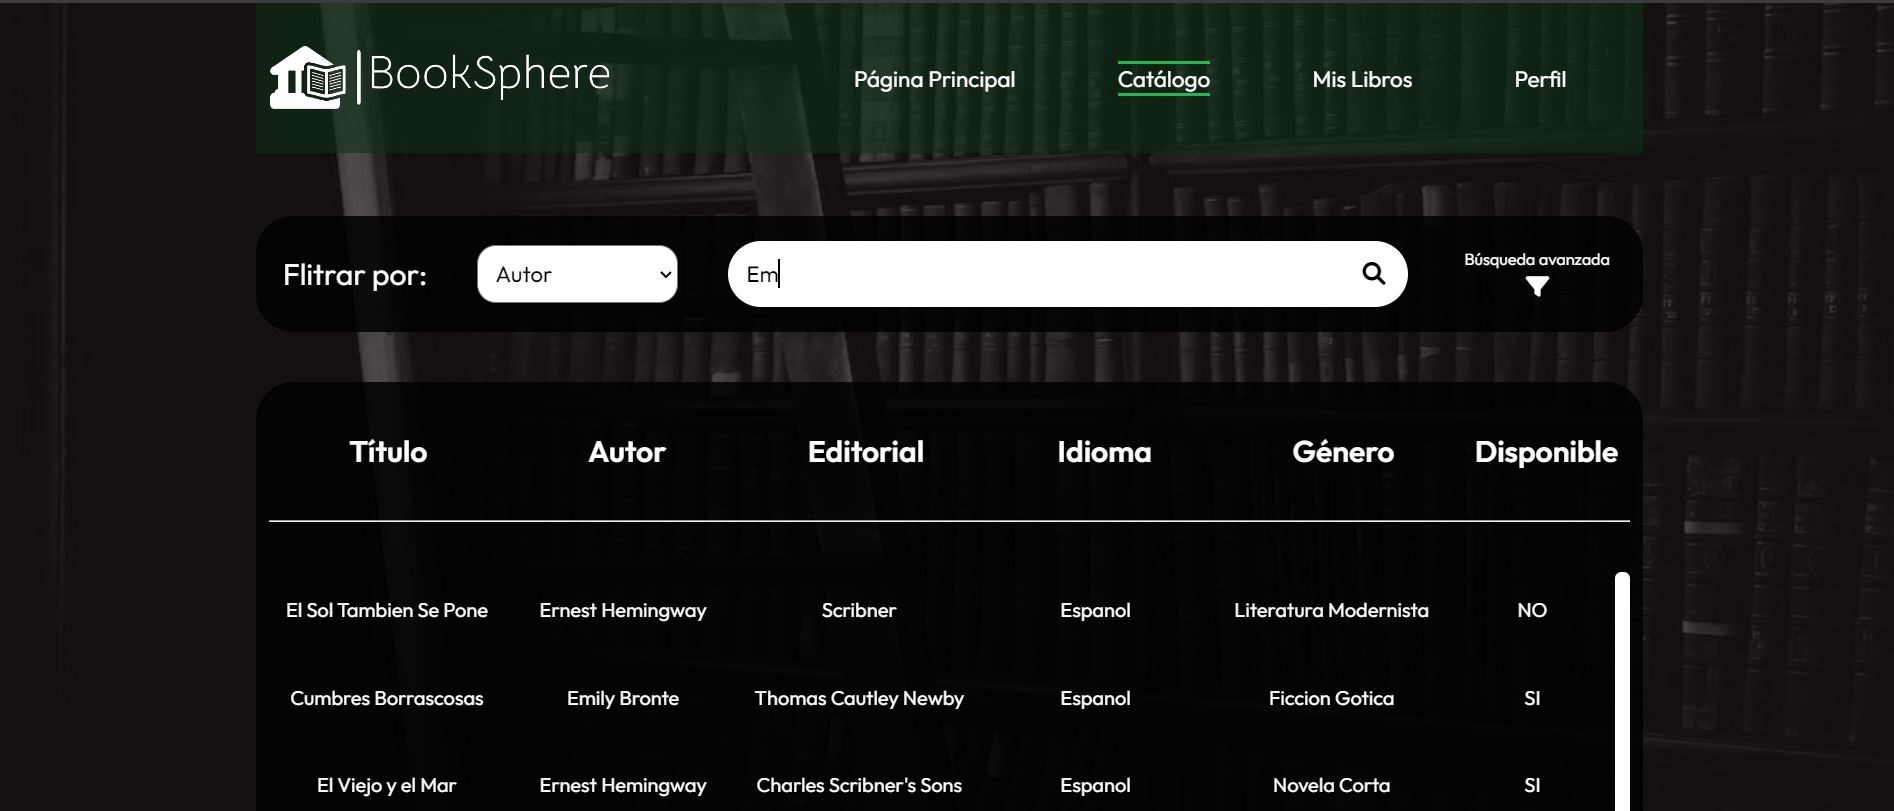 BookSphere
Página Principal
Catálogo
Mis Libros
Perfil
Flitrar por:
Autor
Em
Búsqueda avanzada
Título Autor Editorial Idioma Género Disponible
El Sol Tambien Se Pone Ernest Hemingway Scribner Espanol Literatura Modernista NO
Cumbres Borrascosas Emily Bronte Thomas Cautley Newby Espanol Ficcion Gotica SI
El Viejo y el Mar Ernest Hemingway Charles Scribner's Sons Espanol Novela Corta SI